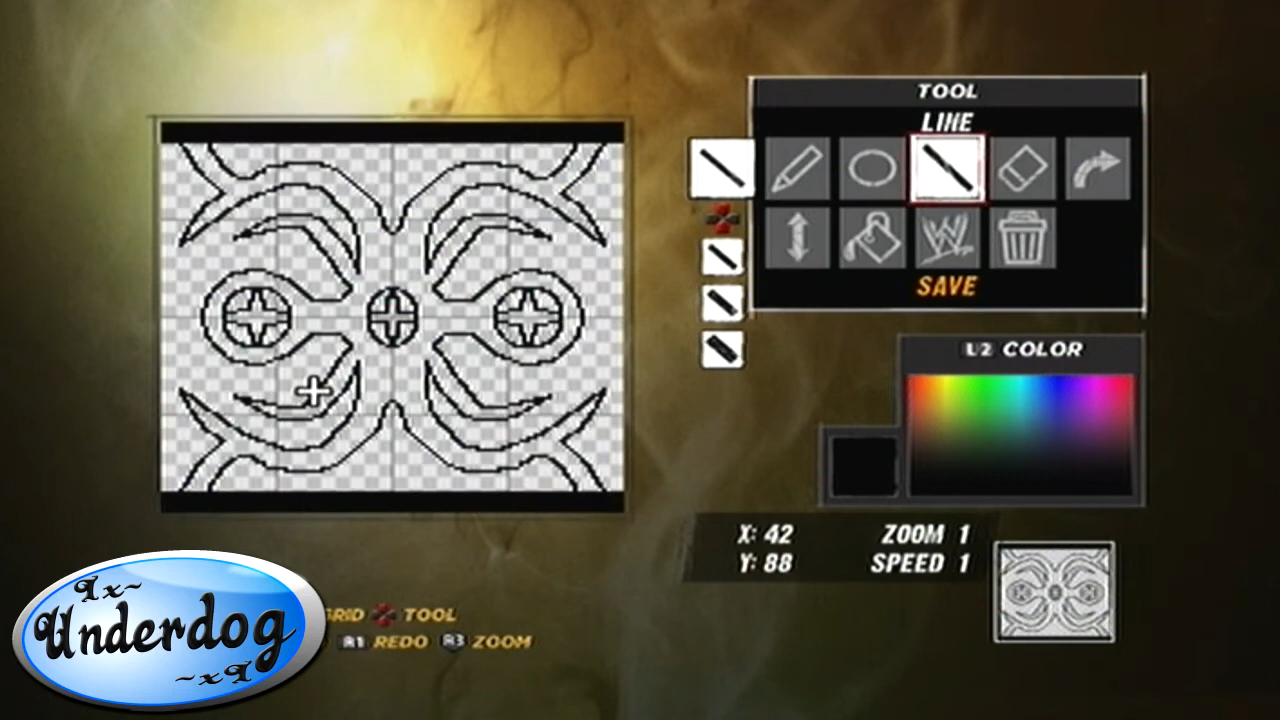 TOOL
LINE
SAVE
L2 COLOR
X: 42 ZOOM 1
Y: 88 SPEED 1
GRID TOOL
R1 REDO R3 ZOOM
Ix~
Underdog
~xI